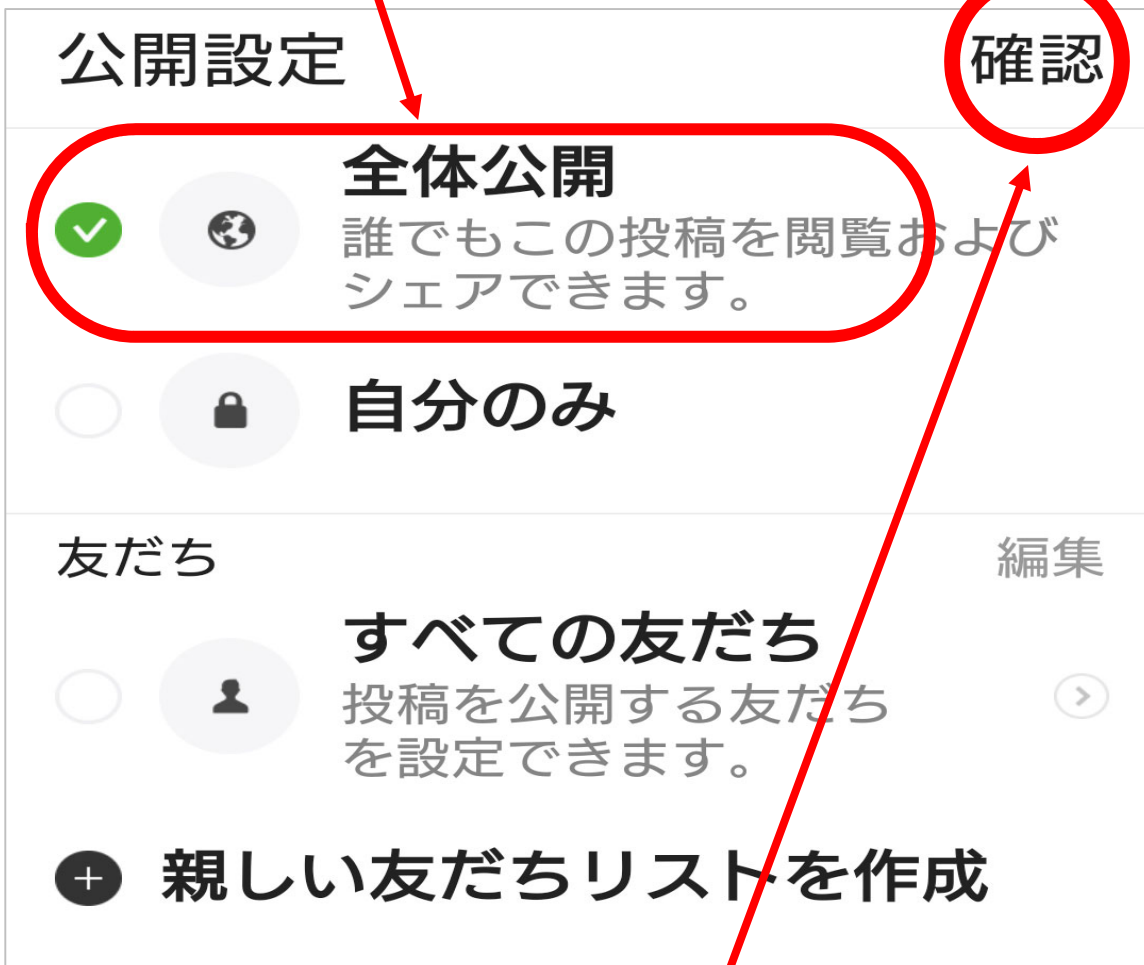 公開設定 確認
全体公開
誰でもこの投稿を閲覧および
シェアできます。
自分のみ
友だち 編集
すべての友だち
投稿を公開する友だち
を設定できます。
親しい友だちリストを作成